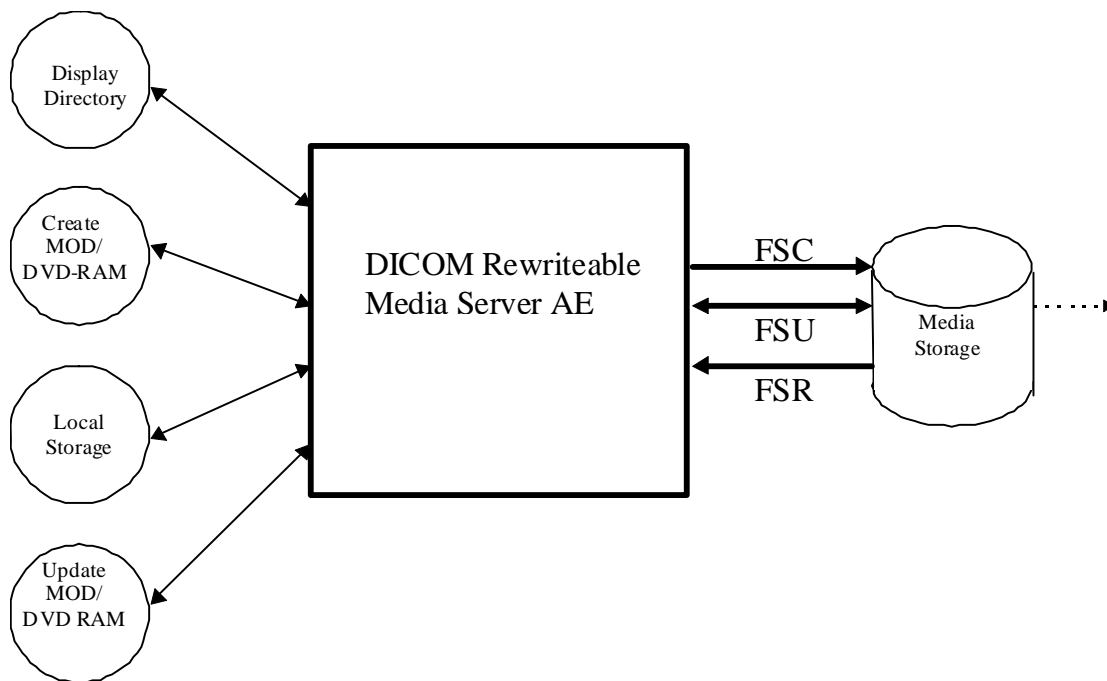 Display
Directory
Create
MOD/
DVD-RAM
Local
Storage
Update
MOD/
DVD RAM
DICOM Rewriteable
Media Server AE
FSC
FSU
FSR
Media
Storage